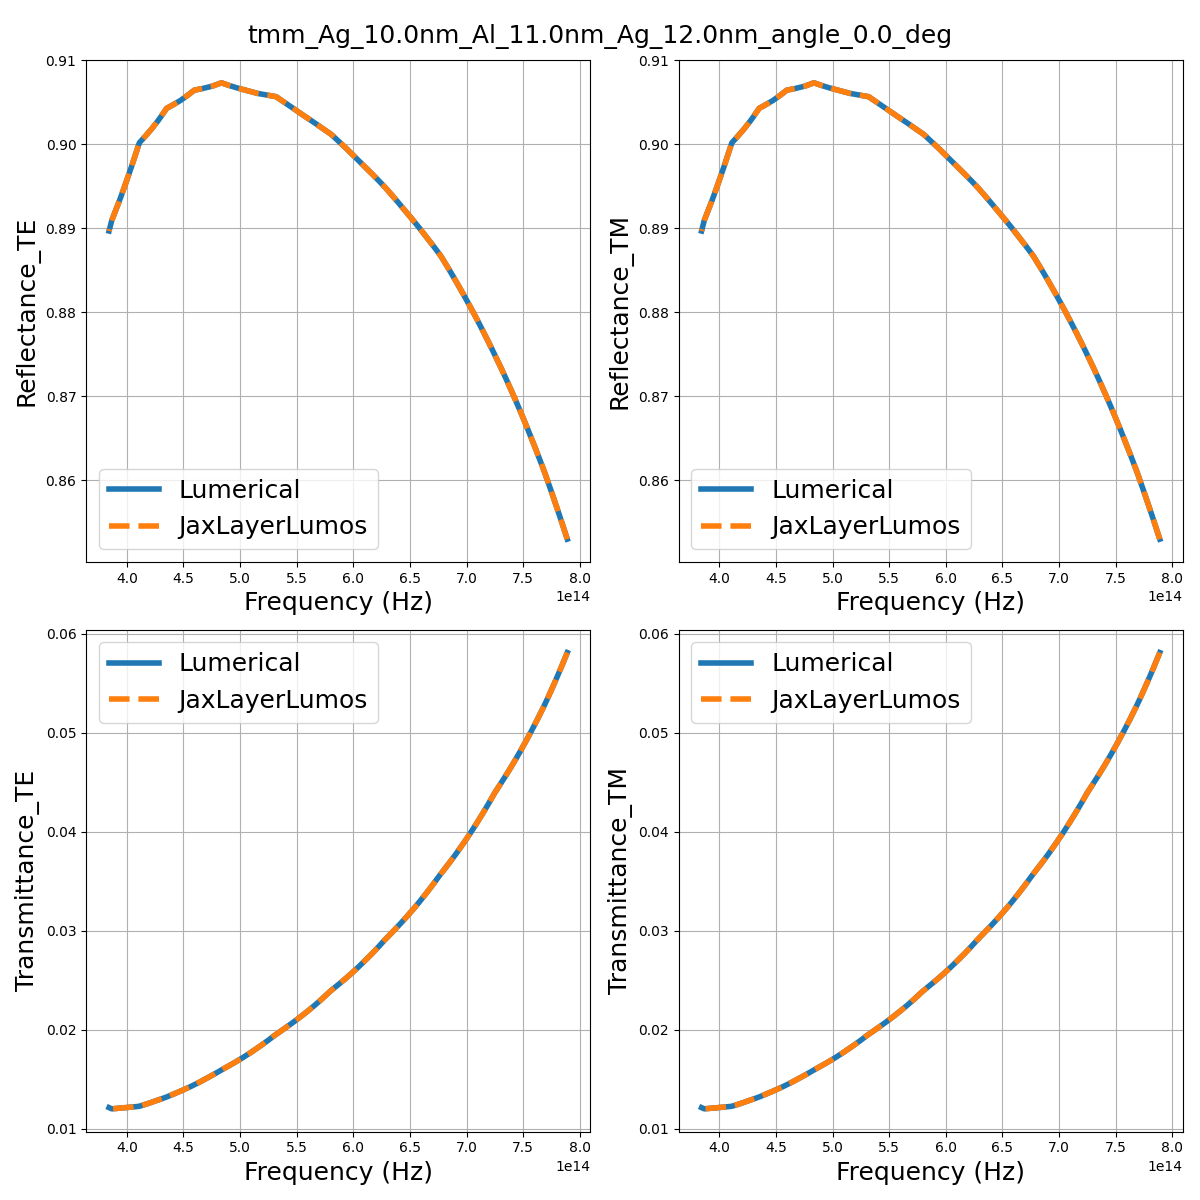 tmm_Ag_10.0nm_Al_11.0nm_Ag_12.0nm_angle_0.0_deg
0.91
0.90
0.89
0.88
0.87
0.86
Reflectance_TE
Lumerical
JaxLayerLumos
4.0 4.5 5.0 5.5 6.0 6.5 7.0 7.5 8.0
1e14
Frequency (Hz)
0.91
0.90
0.89
0.88
0.87
0.86
Reflectance_TM
Lumerical
JaxLayerLumos
4.0 4.5 5.0 5.5 6.0 6.5 7.0 7.5 8.0
1e14
Frequency (Hz)
0.06
0.05
0.04
0.03
0.02
0.01
Transmittance_TE
Lumerical
JaxLayerLumos
4.0 4.5 5.0 5.5 6.0 6.5 7.0 7.5 8.0
1e14
Frequency (Hz)
0.06
0.05
0.04
0.03
0.02
0.01
Transmittance_TM
Lumerical
JaxLayerLumos
4.0 4.5 5.0 5.5 6.0 6.5 7.0 7.5 8.0
1e14
Frequency (Hz)